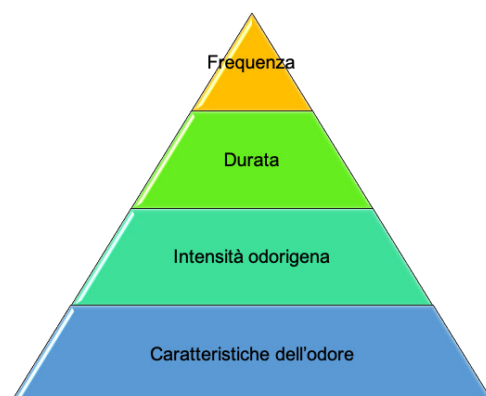 Frequenza
Durata
Intensità odorigena
Caratteristiche dell'odore